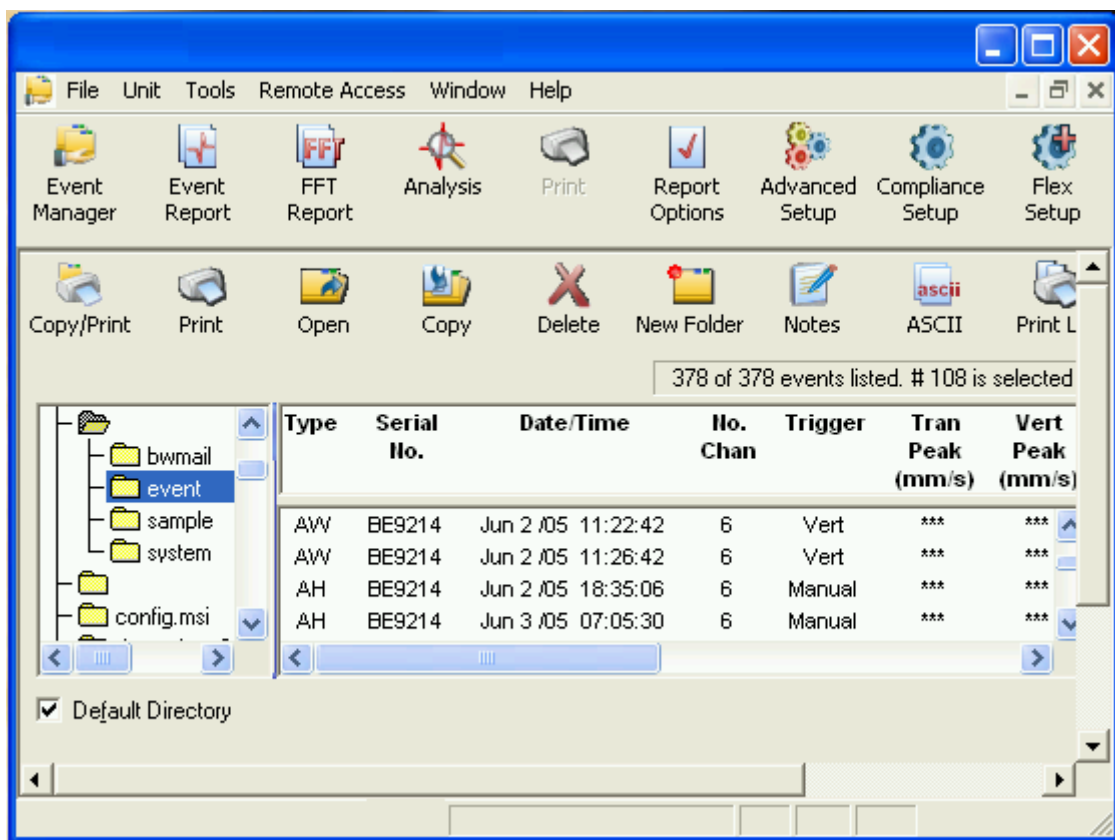 File Unit Tools Remote Access Window Help
Event Manager
Event Report
FFT Report
Analysis
Print
Report Options
Advanced Setup
Compliance Setup
Flex Setup
Copy/Print
Print
Open
Copy
Delete
New Folder
Notes
ascii
ASCII
Print L
378 of 378 events listed. # 108 is selected
bwmail
event
sample
system
config.msi
Type Serial No. Date/Time No. Chan Trigger Tran Peak (mm/s) Vert Peak (mm/s)
AW BE9214 Jun 2 /05 11:22:42 6 Vert *** ***
AW BE9214 Jun 2 /05 11:26:42 6 Vert *** ***
AH BE9214 Jun 2 /05 18:35:06 6 Manual *** ***
AH BE9214 Jun 3 /05 07:05:30 6 Manual *** ***
Default Directory